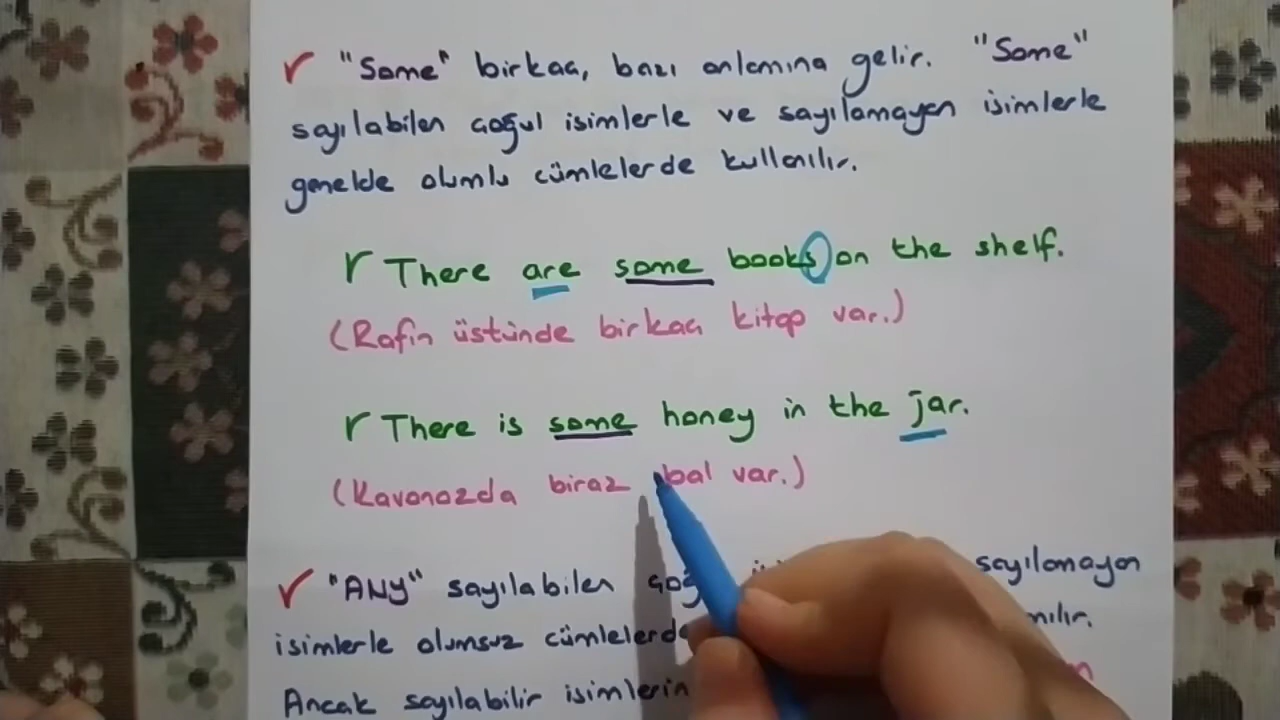 "Some" birkaç, bazı anlamına gelir. "Some"
sayılabilen çoğul isimlerle ve sayılamayan isimlerle
genelde olumlu cümlelerde kullanılır.
There are some books on the shelf.
(Rafın üstünde birkaç kitap var.)
There is some honey in the jar.
(Kavanozda biraz bal var.)
"ANY" sayılabilen sayılamayan
isimlerle olumsuz cümlelerde
Ancak sayılabilir isimlerin